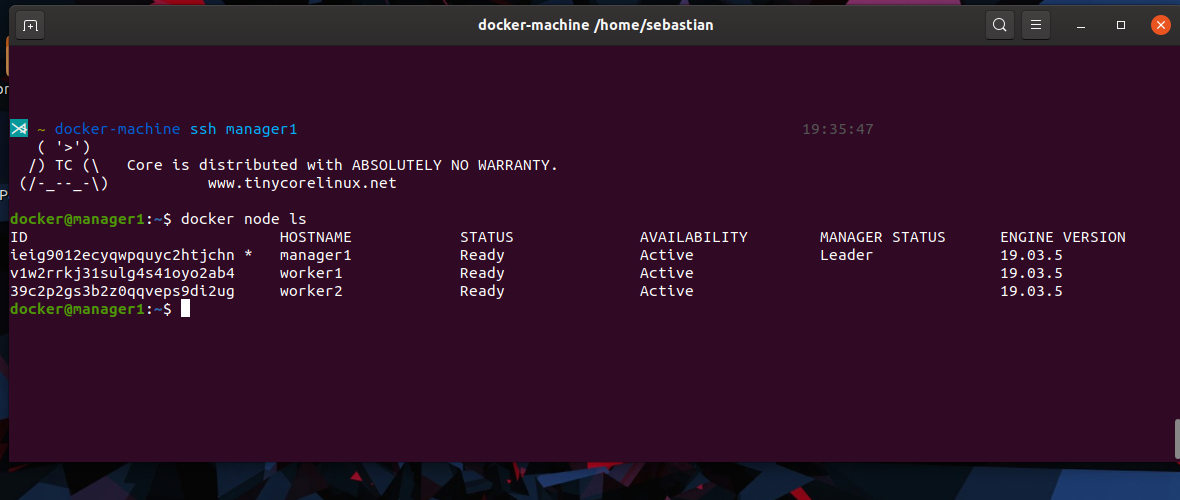 docker-machine /home/sebastian
~ docker-machine ssh manager1 19:35:47
( '>')
/) TC (\ Core is distributed with ABSOLUTELY NO WARRANTY.
(/-_--_-\) www.tinycorelinux.net
docker@manager1:~$ docker node ls
ID HOSTNAME STATUS AVAILABILITY MANAGER STATUS ENGINE VERSION
ieig9012ecyqwpquyc2htjchn * manager1 Ready Active Leader 19.03.5
v1w2rrkj31sulg4s41oyo2ab4 worker1 Ready Active 19.03.5
39c2p2gs3b2z0qqveps9di2ug worker2 Ready Active 19.03.5
docker@manager1:~$